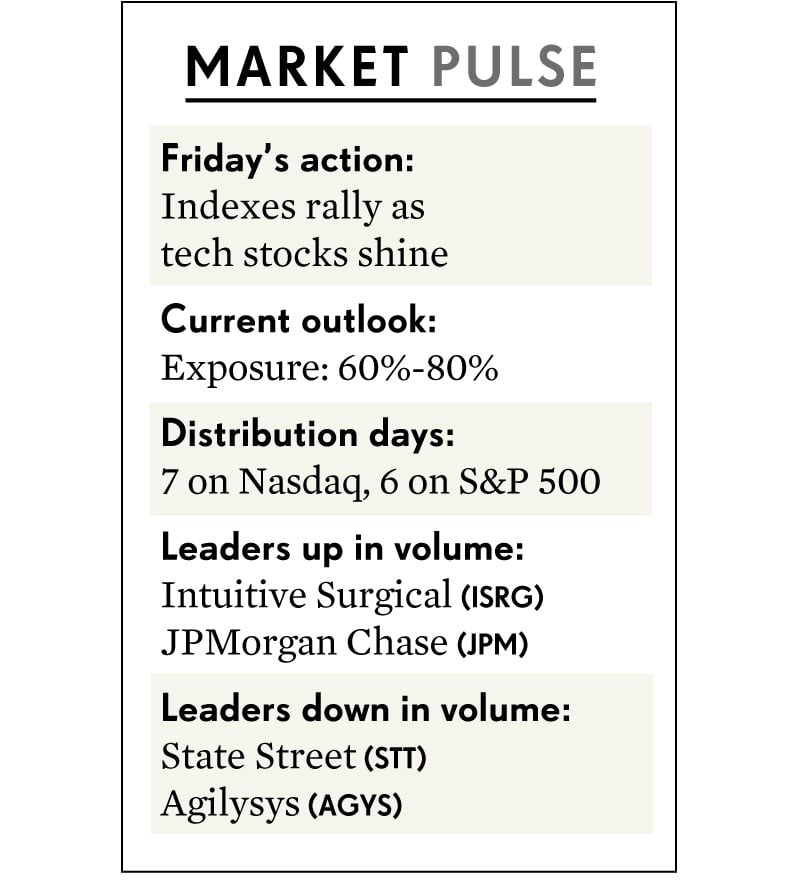 MARKET PULSE
Friday's action:
Indexes rally as
tech stocks shine
Current outlook:
Exposure: 60%-80%
Distribution days:
7 on Nasdaq, 6 on S&P 500
Leaders up in volume:
Intuitive Surgical (ISRG)
JPMorgan Chase (JPM)
Leaders down in volume:
State Street (STT)
Agilysys (AGYS)